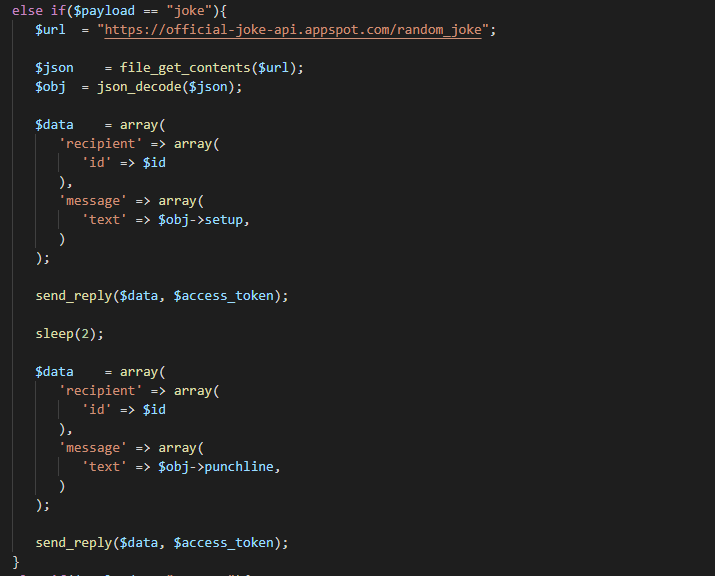 else if($payload == "joke"){
$url = "https://official-joke-api.appspot.com/random_joke";
$json = file_get_contents($url);
$obj = json_decode($json);
$data = array(
'recipient' => array(
'id' => $id
),
'message' => array(
'text' => $obj->setup,
)
);
send_reply($data, $access_token);
sleep(2);
$data = array(
'recipient' => array(
'id' => $id
),
'message' => array(
'text' => $obj->punchline,
)
);
send_reply($data, $access_token);
}